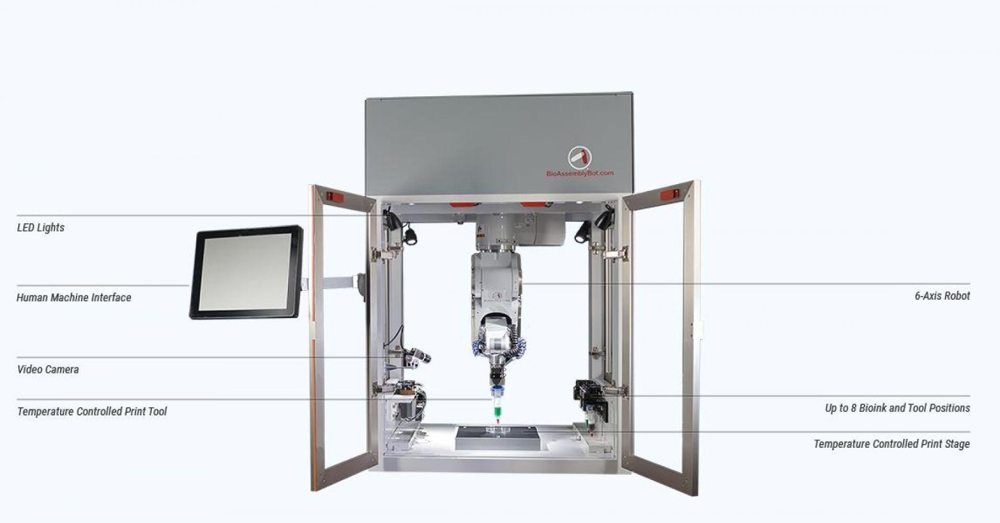 BioAssemblyBot.com
LED Lights
Human Machine Interface
6-Axis Robot
Video Camera
Temperature Controlled Print Tool
Up to 8 Bioink and Tool Positions
Temperature Controlled Print Stage